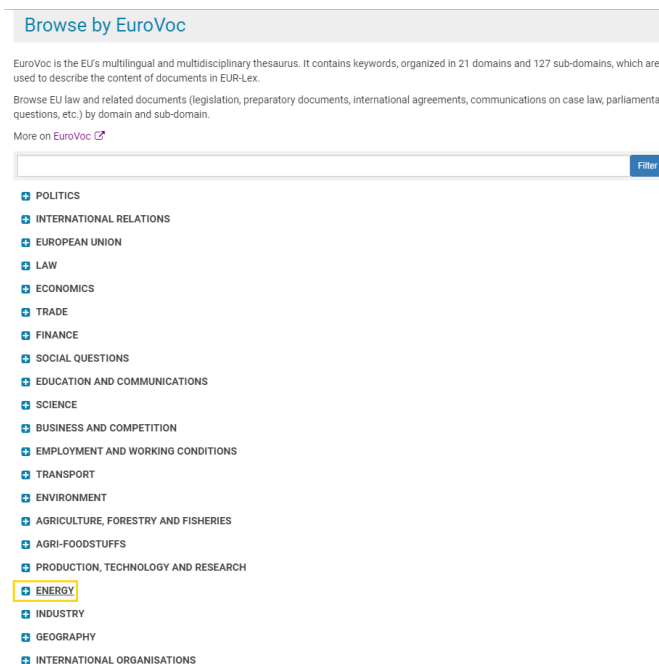 Browse by EuroVoc
EuroVoc is the EU's multilingual and multidisciplinary thesaurus. It contains keywords, organized in 21 domains and 127 sub-domains, which are
used to describe the content of documents in EUR-Lex.
Browse EU law and related documents (legislation, preparatory documents, international agreements, communications on case law, parliamenta
questions, etc.) by domain and sub-domain.
More on EuroVoc
Filter
POLITICS
INTERNATIONAL RELATIONS
EUROPEAN UNION
LAW
ECONOMICS
TRADE
FINANCE
SOCIAL QUESTIONS
EDUCATION AND COMMUNICATIONS
SCIENCE
BUSINESS AND COMPETITION
EMPLOYMENT AND WORKING CONDITIONS
TRANSPORT
ENVIRONMENT
AGRICULTURE, FORESTRY AND FISHERIES
AGRI-FOODSTUFFS
PRODUCTION, TECHNOLOGY AND RESEARCH
ENERGY
INDUSTRY
GEOGRAPHY
INTERNATIONAL ORGANISATIONS